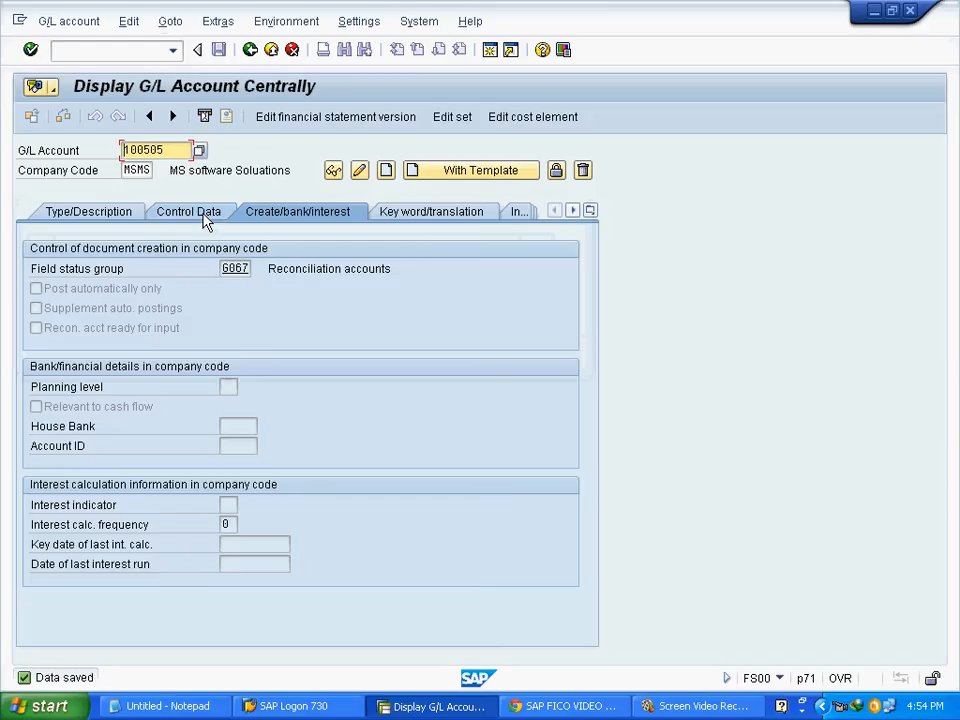 G/L account Edit Goto Extras Environment Settings System Help
Display G/L Account Centrally
Edit financial statement version Edit set Edit cost element
G/L Account 100505
Company Code MSMS MS software Soluations With Template
Type/Description Control Data Create/bank/interest Key word/translation In...
Control of document creation in company code
Field status group G067 Reconciliation accounts
Post automatically only
Supplement auto. postings
Recon. acct ready for input
Bank/financial details in company code
Planning level
Relevant to cash flow
House Bank
Account ID
Interest calculation information in company code
Interest indicator
Interest calc. frequency 0
Key date of last int. calc.
Date of last interest run
Data saved SAP FS00 p71 OVR
start Untitled - Notepad SAP Logon 730 Display G/L Accou... SAP FICO VIDEO ... Screen Video Rec... 4:54 PM